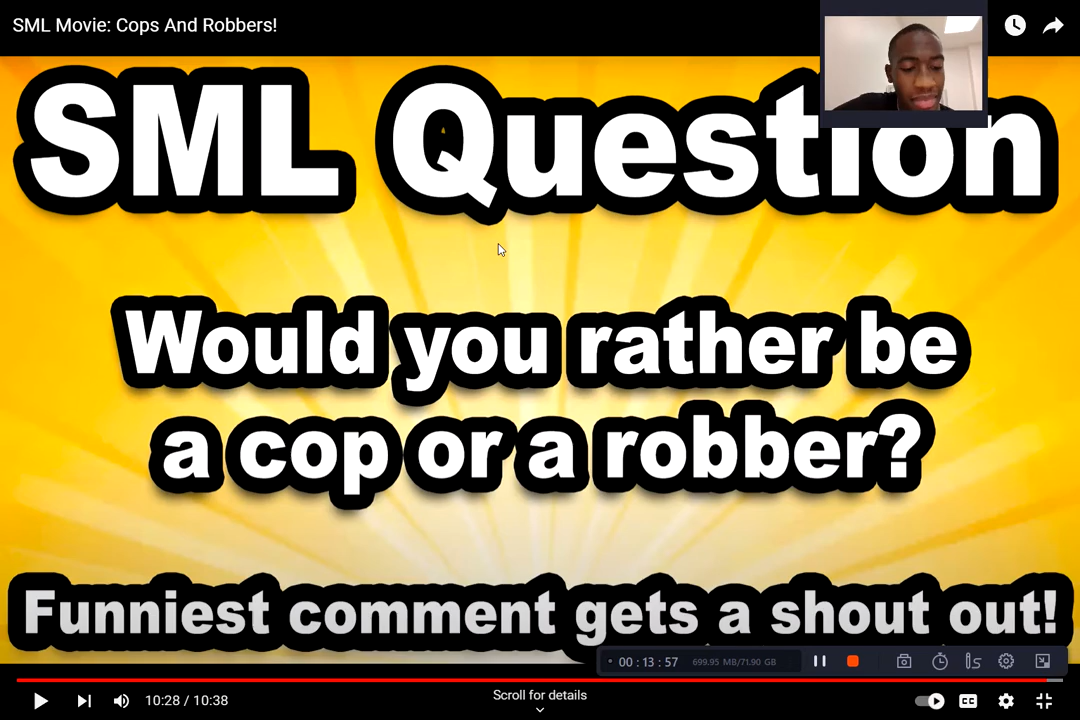 SML Movie: Cops And Robbers!
SML Question
Would you rather be
a cop or a robber?
Funniest comment gets a shout out!
00:13:57 699.95 MB/71.90 GB
10:28 / 10:38
Scroll for details
CC